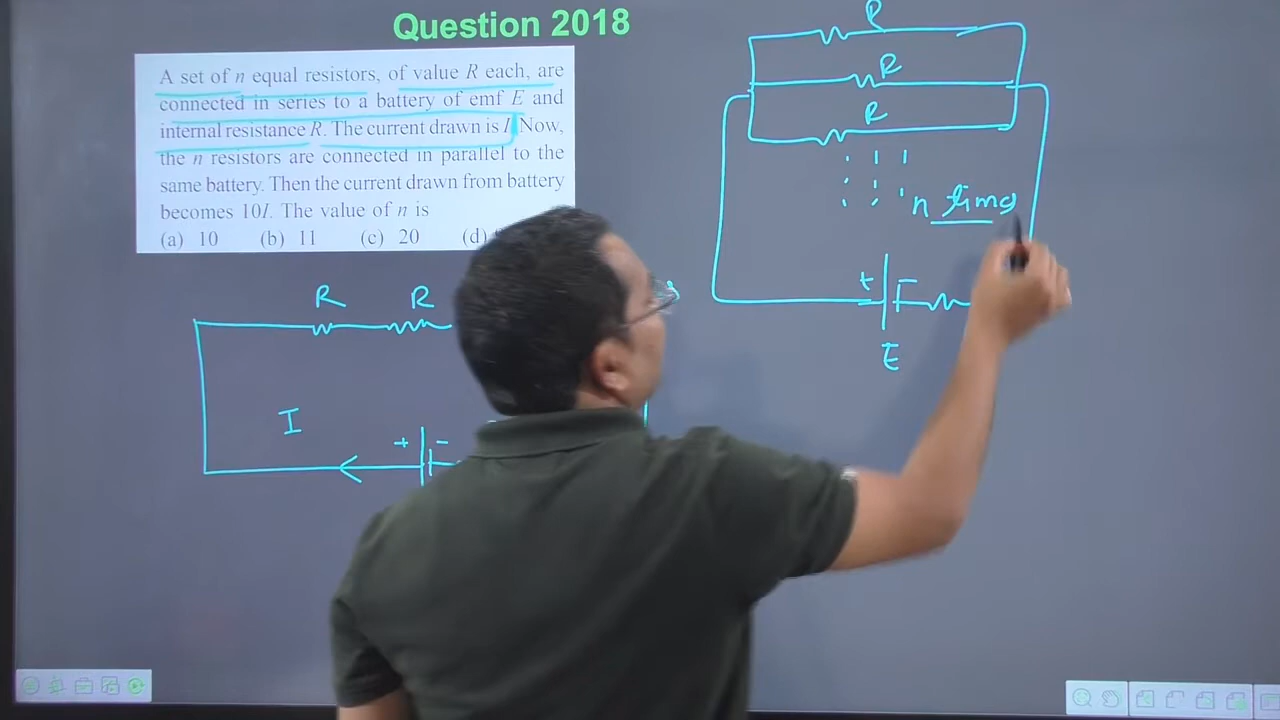 Question 2018
A set of n equal resistors, of value R each, are
connected in series to a battery of emf E and
internal resistance R. The current drawn is I. Now,
the n resistors are connected in parallel to the
same battery. Then the current drawn from battery
becomes 10I. The value of n is
(a) 10 (b) 11 (c) 20 (d)
R
R
R
n times
+
E
R R
I
+ -